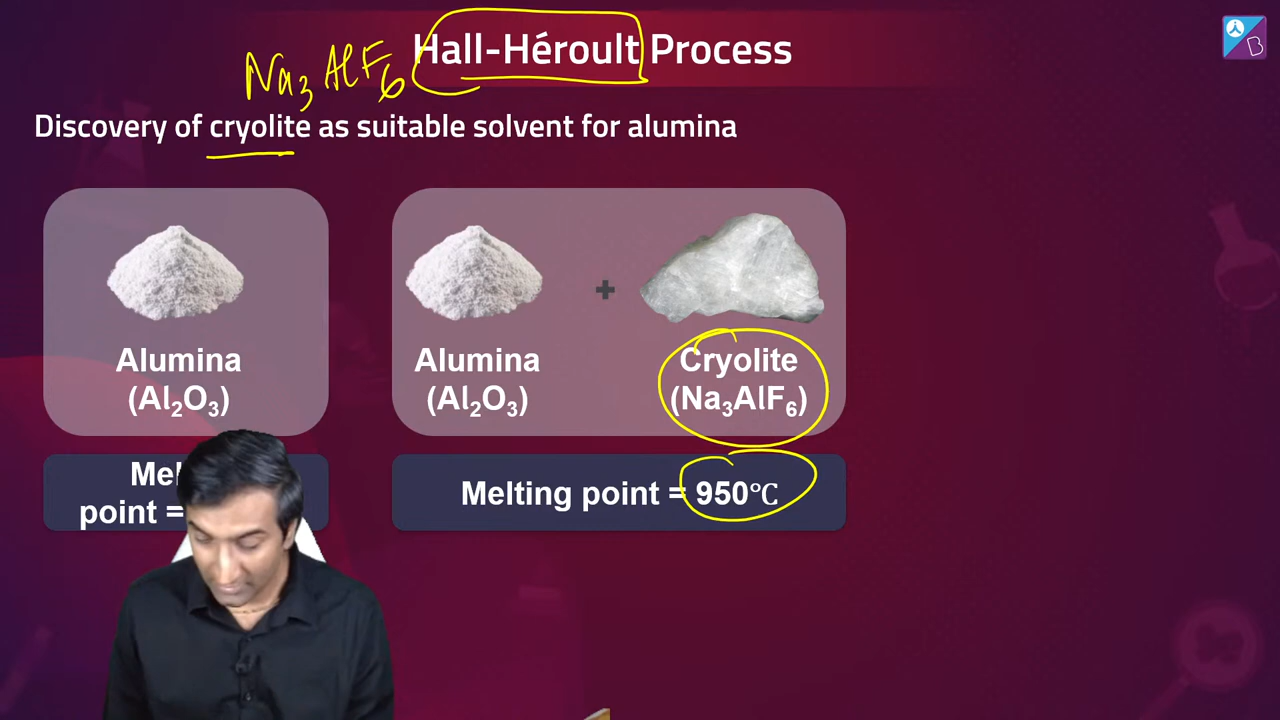 Na₃AlF₆
Hall-Héroult Process
Discovery of cryolite as suitable solvent for alumina
Alumina
(Al₂O₃)
Alumina
(Al₂O₃)
+
Cryolite
(Na₃AlF₆)
point =
Melting point = 950℃
B